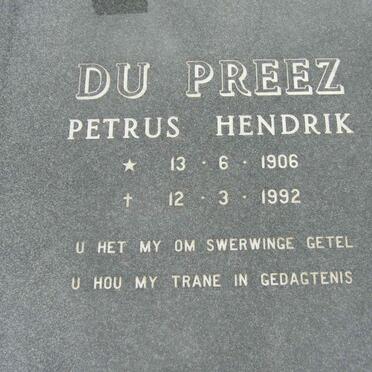 DU PREEZ
PETRUS HENDRIK
★ 13 · 6 · 1906
† 12 · 3 · 1992
U HET MY OM SWERWINGE GETEL
U HOU MY TRANE IN GEDAGTENIS